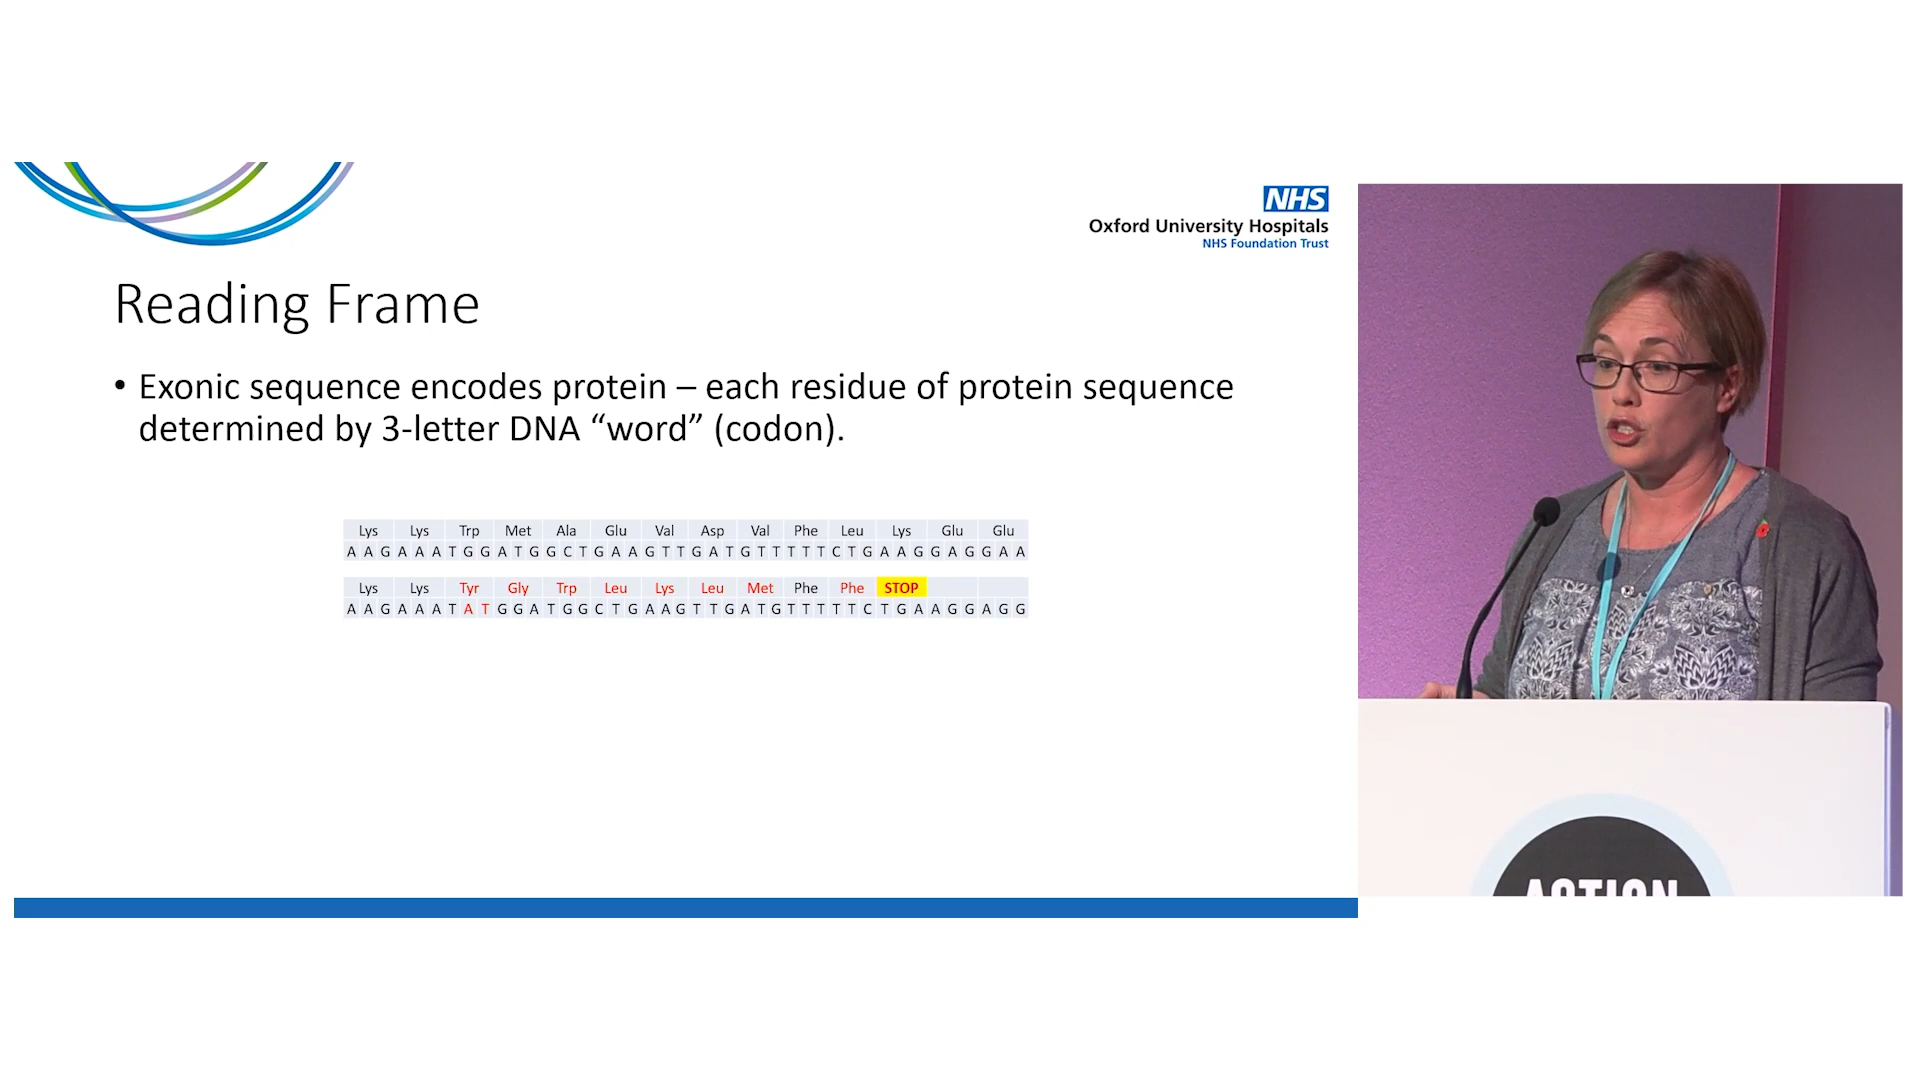 NHS
Oxford University Hospitals
NHS Foundation Trust
Reading Frame
• Exonic sequence encodes protein – each residue of protein sequence
determined by 3-letter DNA “word” (codon).
Lys Lys Trp Met Ala Glu Val Asp Val Phe Leu Lys Glu Glu
A A G A A A T G G A T G G C T G A A G T T G A T G T T T T T C T G A A G G A G G A A
Lys Lys Tyr Gly Trp Leu Lys Leu Met Phe Phe STOP
A A G A A A T A T G G A T G G C T G A A G T T G A T G T T T T T C T G A A G G A G G
ACTION